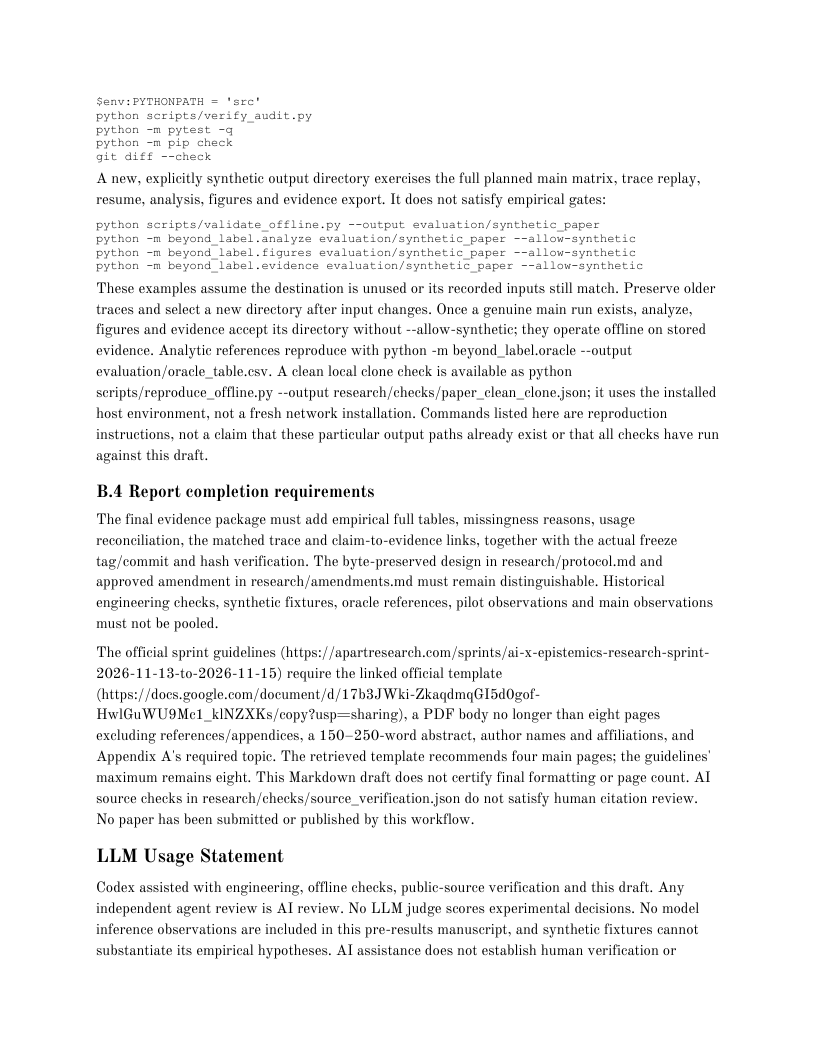 $env:PYTHONPATH = 'src'
python scripts/verify_audit.py
python -m pytest -q
python -m pip check
git diff --check
A new, explicitly synthetic output directory exercises the full planned main matrix, trace replay,
resume, analysis, figures and evidence export. It does not satisfy empirical gates:
python scripts/validate_offline.py --output evaluation/synthetic_paper
python -m beyond_label.analyze evaluation/synthetic_paper --allow-synthetic
python -m beyond_label.figures evaluation/synthetic_paper --allow-synthetic
python -m beyond_label.evidence evaluation/synthetic_paper --allow-synthetic
These examples assume the destination is unused or its recorded inputs still match. Preserve older
traces and select a new directory after input changes. Once a genuine main run exists, analyze,
figures and evidence accept its directory without --allow-synthetic; they operate offline on stored
evidence. Analytic references reproduce with python -m beyond_label.oracle --output
evaluation/oracle_table.csv. A clean local clone check is available as python
scripts/reproduce_offline.py --output research/checks/paper_clean_clone.json; it uses the installed
host environment, not a fresh network installation. Commands listed here are reproduction
instructions, not a claim that these particular output paths already exist or that all checks have run
against this draft.
B.4 Report completion requirements
The final evidence package must add empirical full tables, missingness reasons, usage
reconciliation, the matched trace and claim-to-evidence links, together with the actual freeze
tag/commit and hash verification. The byte-preserved design in research/protocol.md and
approved amendment in research/amendments.md must remain distinguishable. Historical
engineering checks, synthetic fixtures, oracle references, pilot observations and main observations
must not be pooled.
The official sprint guidelines (https://apartresearch.com/sprints/ai-x-epistemics-research-sprint-
2026-11-13-to-2026-11-15) require the linked official template
(https://docs.google.com/document/d/17b3JWki-ZkaqdmqGI5d0gof-
HwlGuWU9Mc1_klNZXKs/copy?usp=sharing), a PDF body no longer than eight pages
excluding references/appendices, a 150–250-word abstract, author names and affiliations, and
Appendix A's required topic. The retrieved template recommends four main pages; the guidelines'
maximum remains eight. This Markdown draft does not certify final formatting or page count. AI
source checks in research/checks/source_verification.json do not satisfy human citation review.
No paper has been submitted or published by this workflow.
LLM Usage Statement
Codex assisted with engineering, offline checks, public-source verification and this draft. Any
independent agent review is AI review. No LLM judge scores experimental decisions. No model
inference observations are included in this pre-results manuscript, and synthetic fixtures cannot
substantiate its empirical hypotheses. AI assistance does not establish human verification or